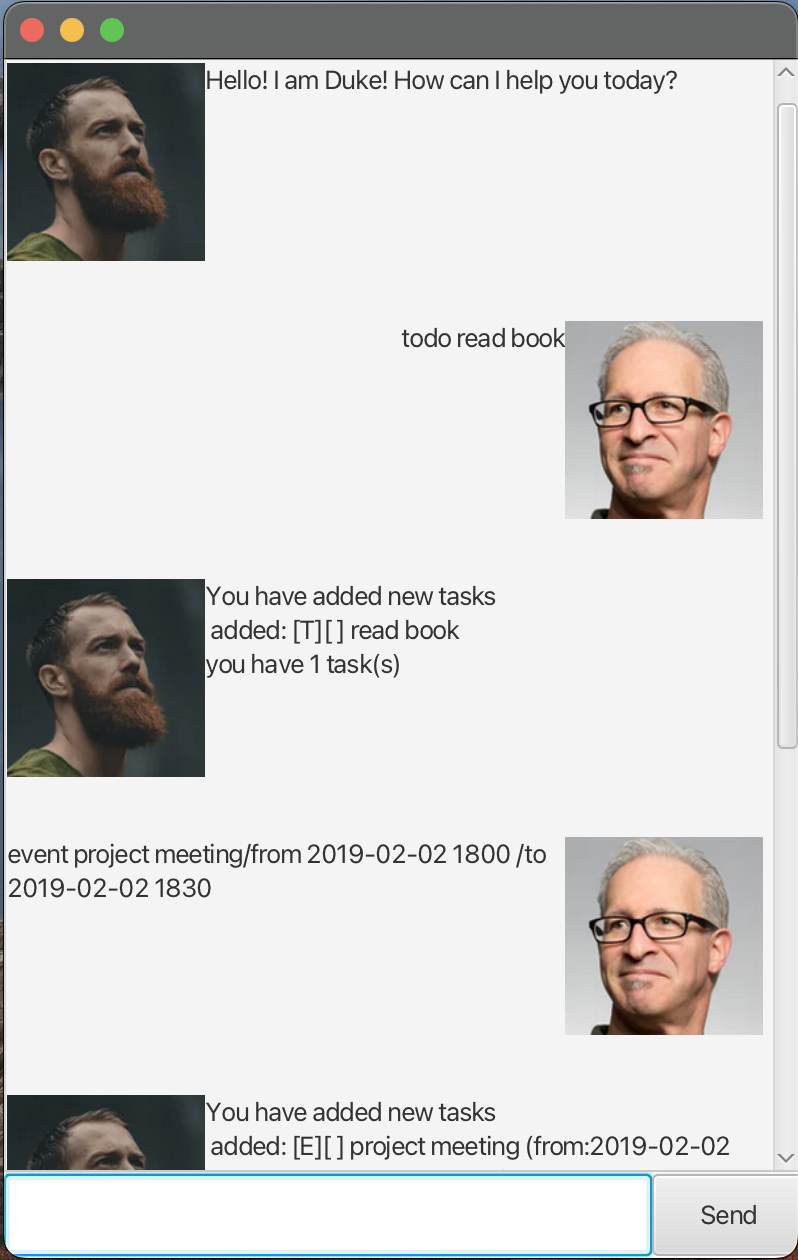 Hello! I am Duke! How can I help you today?
todo read book
You have added new tasks
added: [T][ ] read book
you have 1 task(s)
event project meeting/from 2019-02-02 1800 /to
2019-02-02 1830
You have added new tasks
added: [E][ ] project meeting (from:2019-02-02
Send